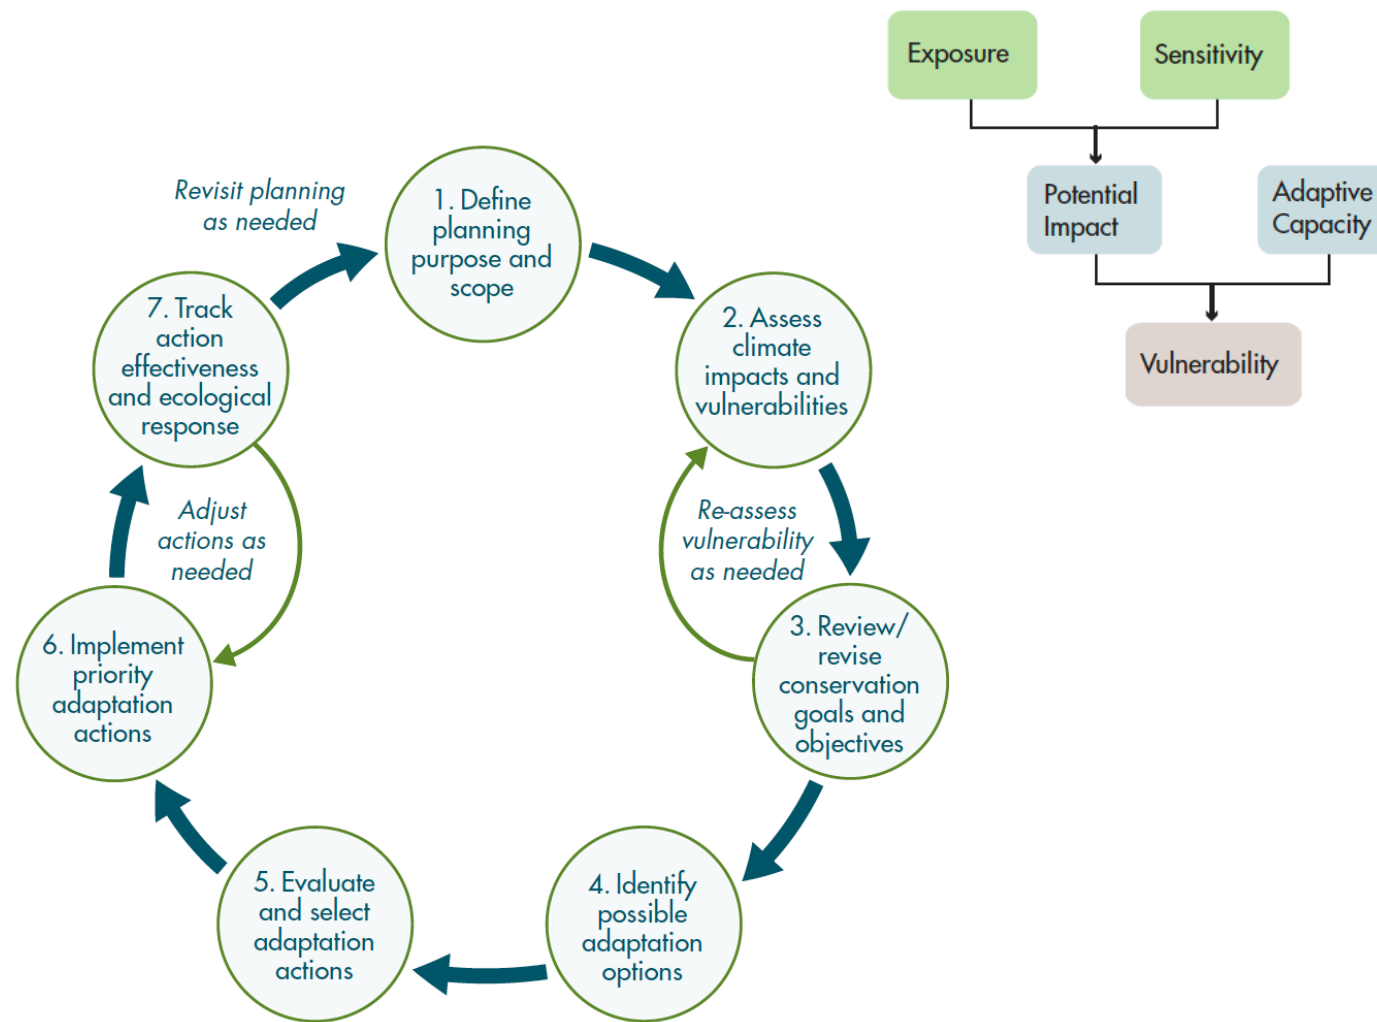 Exposure
Sensitivity
Potential
Impact
Adaptive
Capacity
Vulnerability
Revisit planning
as needed
1. Define
planning
purpose and
scope
2. Assess
climate
impacts and
vulnerabilities
Re-assess
vulnerability
as needed
3. Review/
revise
conservation
goals and
objectives
4. Identify
possible
adaptation
options
5. Evaluate
and select
adaptation
actions
6. Implement
priority
adaptation
actions
Adjust
actions as
needed
7. Track
action
effectiveness
and ecological
response